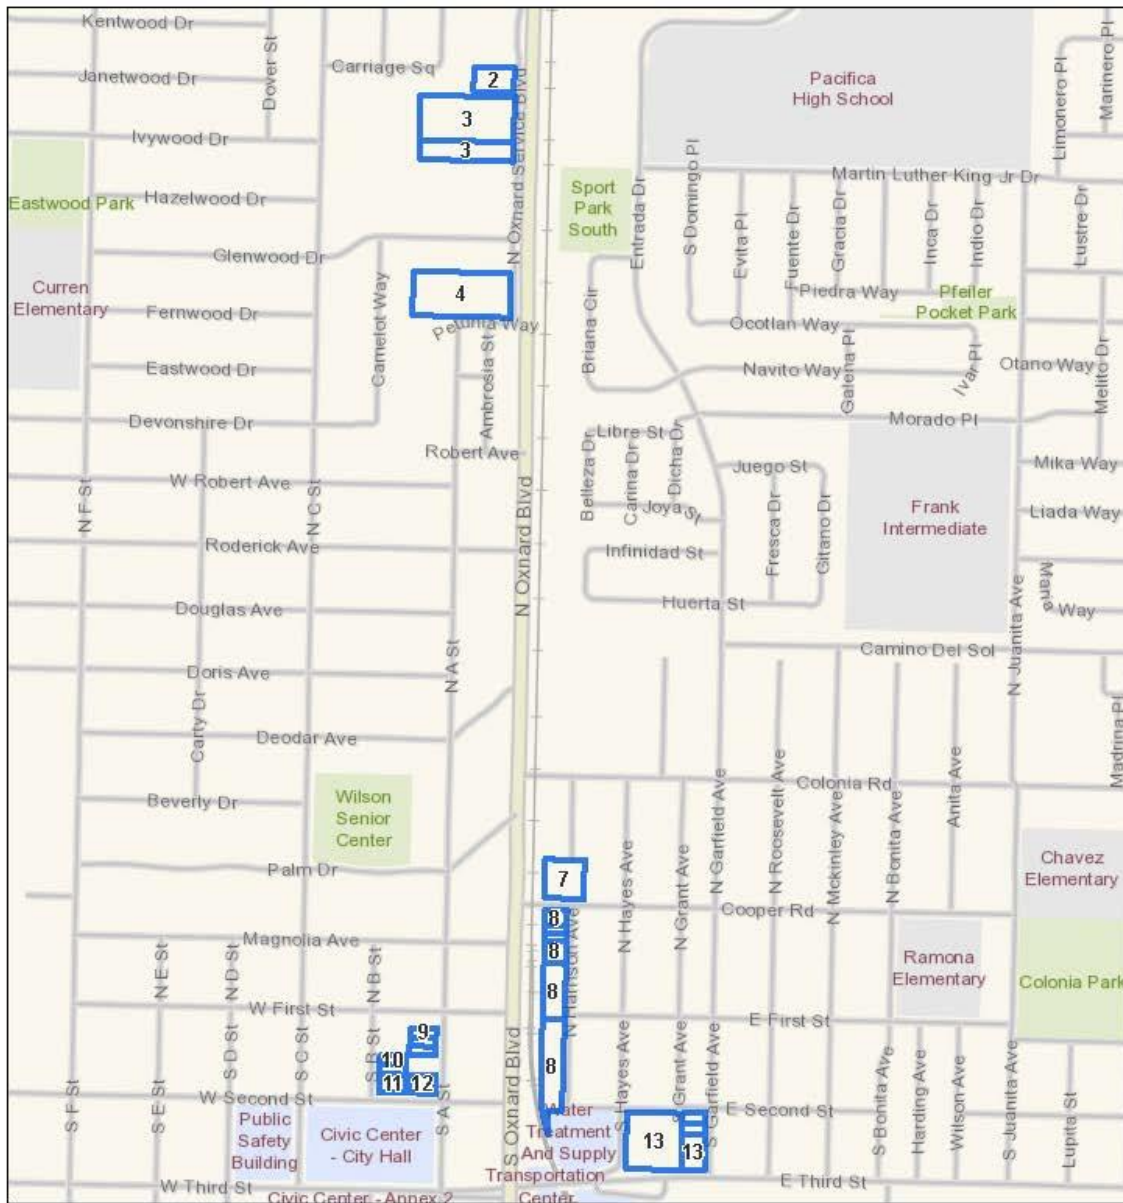 Kentwood Dr
Janetwood Dr
Dover St
Carriage Sq
2
N Oxnard Service Blvd
Pacifica
High School
Limonero Pl
Marinero Pl
3
Ivywood Dr
3
Eastwood Park
Hazelwood Dr
Sport
Park
South
Entrada Dr
S Domingo Pl
Martin Luther King Jr Dr
Evita Pl
Fuente Dr
Gracia Dr
Inca Dr
Indio Dr
Lustre Dr
Glenwood Dr
Curren
Elementary
Fernwood Dr
Camelot Way
4
Petunia Way
Briana Cir
Piedra Way
Pfeiler
Pocket Park
Ocotlan Way
Galena Pl
Ivar Pl
Eastwood Dr
Ambrosia St
Navito Way
Otano Way
Melito Dr
Devonshire Dr
Libre St
Morado Pl
Robert Ave
Belleza Dr
Carina Dr
Dicha Dr
Juego St
Mika Way
W Robert Ave
N F St
N C St
Joya St
Fresca Dr
Gitano Dr
Frank
Intermediate
Liada Way
Roderick Ave
N Oxnard Blvd
Infinidad St
Douglas Ave
Huerta St
N Juanita Ave
Way
Camino Del Sol
Doris Ave
N A St
Carty Dr
Deodar Ave
Madrina Pl
Beverly Dr
Wilson
Senior
Center
Colonia Rd
Palm Dr
7
N Hayes Ave
N Grant Ave
N Garfield Ave
N Roosevelt Ave
N Mckinley Ave
N Bonita Ave
Anita Ave
Chavez
Elementary
Cooper Rd
8
Magnolia Ave
8
N Harrison Ave
Ramona
Elementary
Colonia Park
N E St
N D St
N B St
8
W First St
E First St
9
10
11
12
8
S F St
S E St
S D St
S C St
S B St
S A St
S Oxnard Blvd
S Hayes Ave
S Grant Ave
S Garfield Ave
S Bonita Ave
Harding Ave
Wilson Ave
S Juanita Ave
Lupita St
W Second St
E Second St
Public
Safety
Building
Civic Center
- City Hall
Water
Treatment
And Supply
Transportation
Center
13
13
W Third St
Civic Center - Annex 2
E Third St